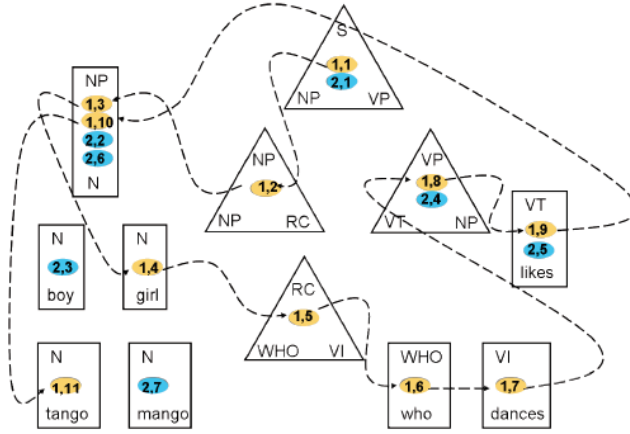 S
1,1
2,1
NP VP
NP
1,3
1,10
2,2
2,6
N
NP
1,2
NP RC
VP
1,8
2,4
VT NP
VT
1,9
2,5
likes
N
2,3
boy
N
1,4
girl
RC
1,5
WHO VI
N
1,11
tango
N
2,7
mango
WHO
1,6
who
VI
1,7
dances